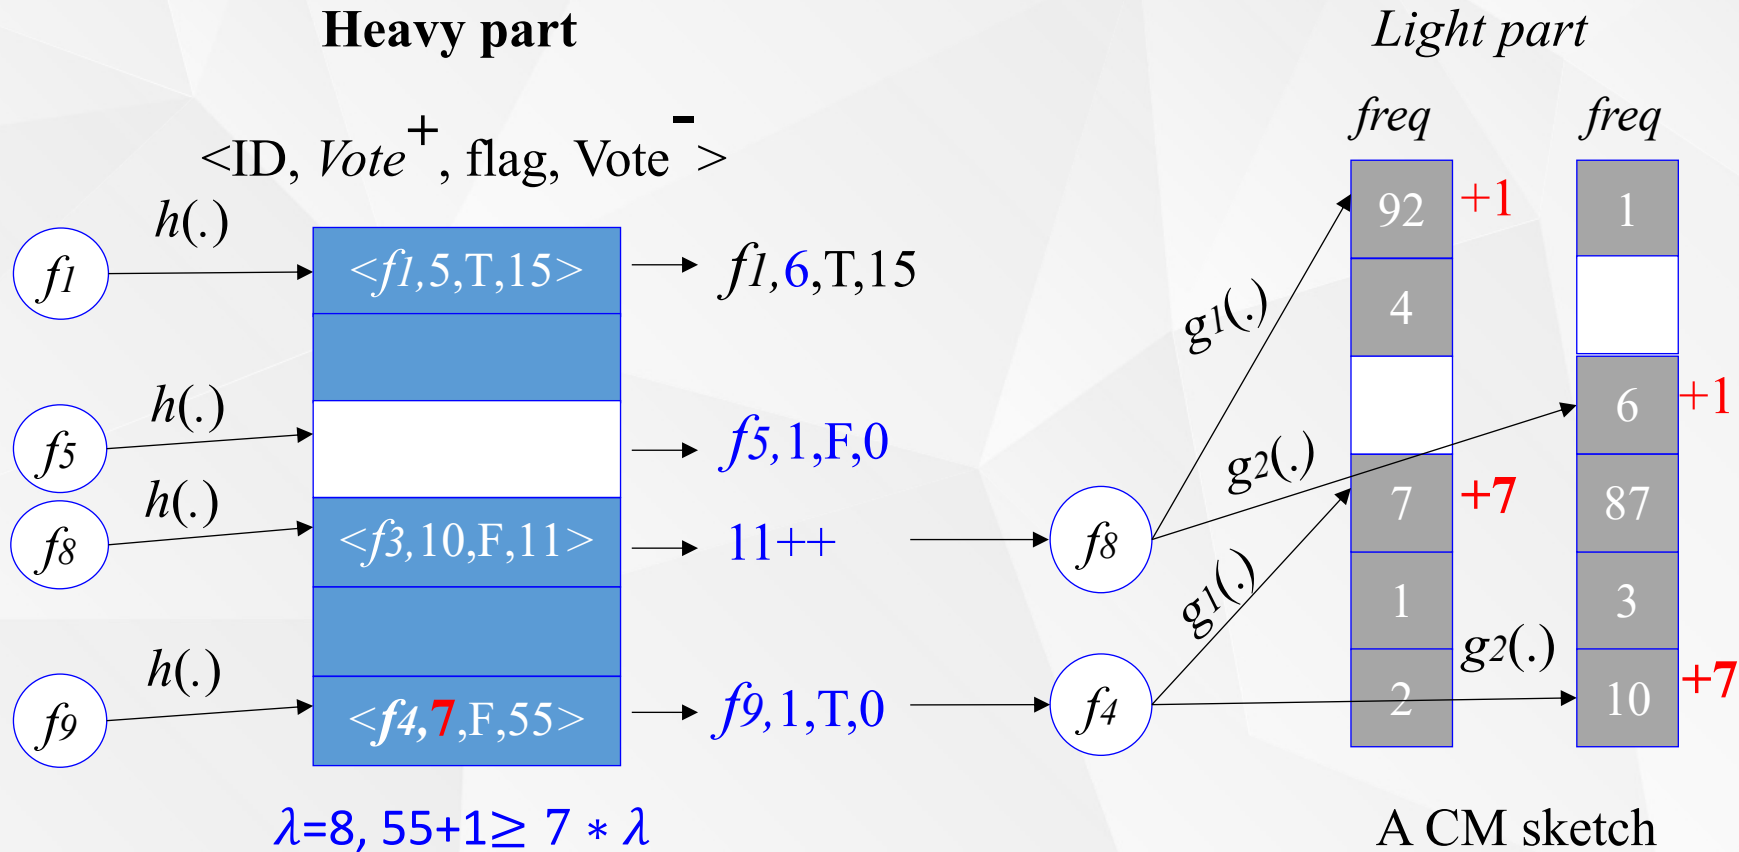 Heavy part
Light part
<ID, Vote+, flag, Vote->
freq
freq
f1
h(.)
<f1,5,T,15>
f1,6,T,15
f5
h(.)
f5,1,F,0
f8
h(.)
<f3,10,F,11>
11++
f8
f9
h(.)
<f4,7,F,55>
f9,1,T,0
f4
g1(.)
g2(.)
g1(.)
g2(.)
92
+1
4
7
+7
1
2
1
6
+1
87
3
10
+7
λ=8, 55+1≥ 7 * λ
A CM sketch